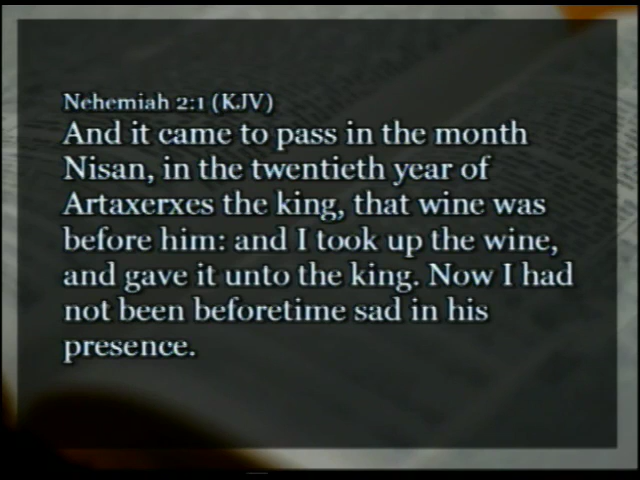 Nehemiah 2:1 (KJV)
And it came to pass in the month
Nisan, in the twentieth year of
Artaxerxes the king, that wine was
before him: and I took up the wine,
and gave it unto the king. Now I had
not been beforetime sad in his
presence.